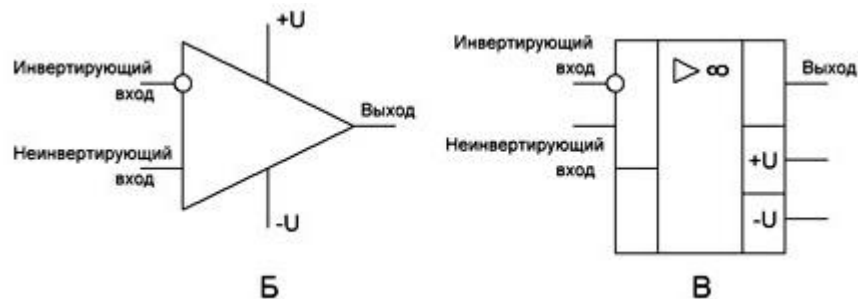 +U
Инвертирующий
вход
Выход
Неинвертирующий
вход
-U
Б
Инвертирующий
вход
∞
Выход
Неинвертирующий
вход
+U
-U
В